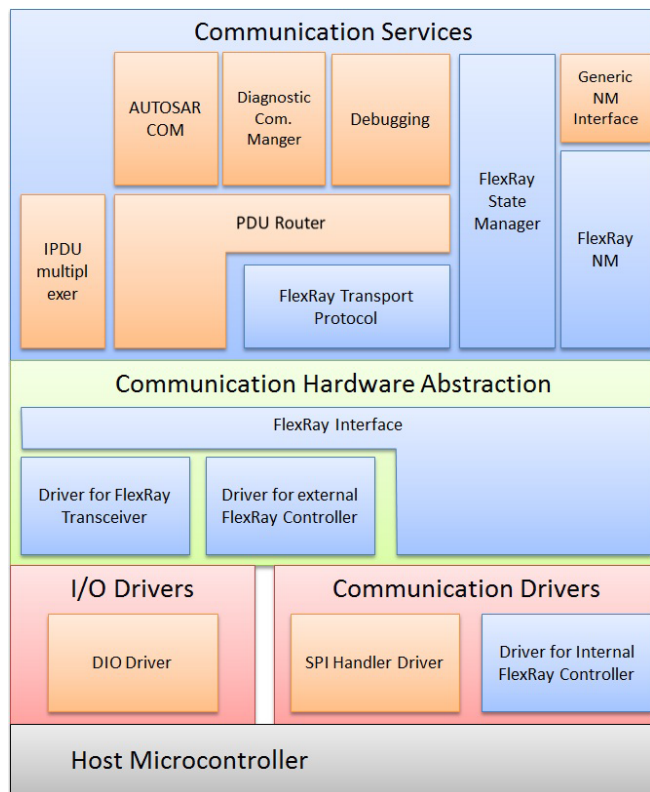 Communication Services
AUTOSAR
COM
Diagnostic
Com.
Manger
Debugging
FlexRay
State
Manager
Generic
NM
Interface
IPDU
multipl
exer
PDU Router
FlexRay Transport
Protocol
FlexRay
NM
Communication Hardware Abstraction
FlexRay Interface
Driver for FlexRay
Transceiver
Driver for external
FlexRay Controller
I/O Drivers
DIO Driver
Communication Drivers
SPI Handler Driver
Driver for Internal
FlexRay Controller
Host Microcontroller